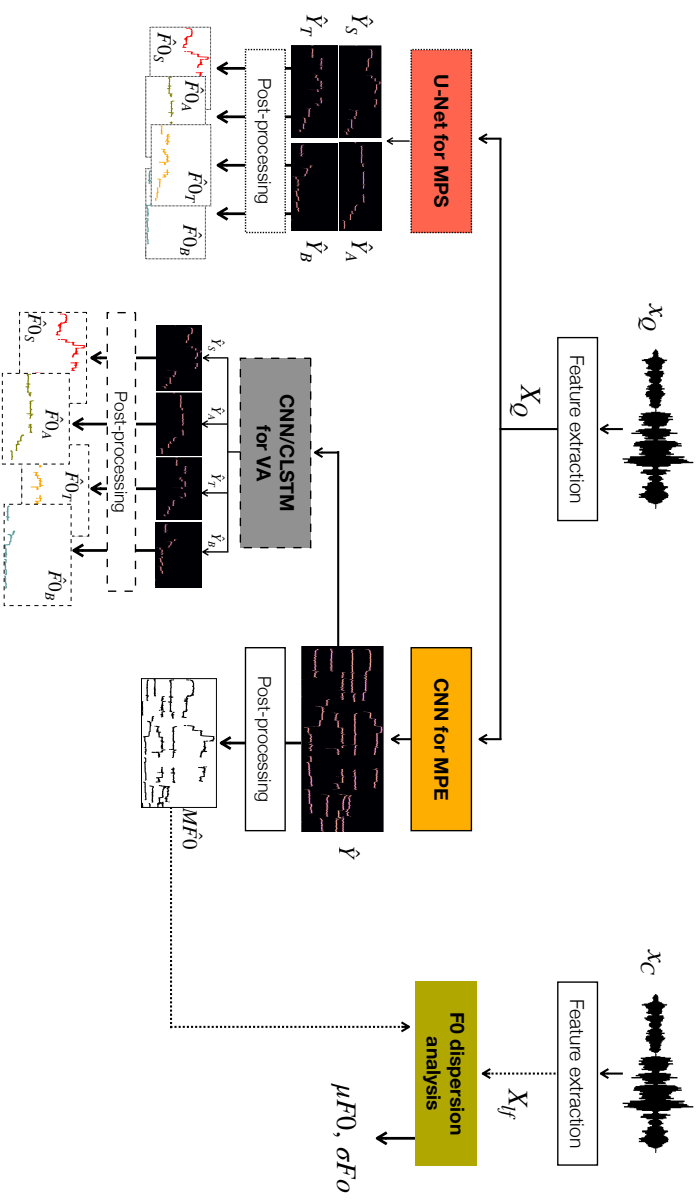 x_Q
Feature extraction
X_Q
U-Net for MPS
Ŷ_S
Ŷ_A
Ŷ_T
Ŷ_B
Post-processing
F̂0_S
F̂0_A
F̂0_T
F̂0_B
CNN/CLSTM
for VA
Ŷ_S
Ŷ_A
Ŷ_T
Ŷ_B
Post-processing
F̂0_S
F̂0_A
F̂0_T
F̂0_B
CNN for MPE
Ŷ
Post-processing
MF̂0
x_C
Feature extraction
X_lf
F0 dispersion
analysis
μF0, σFo